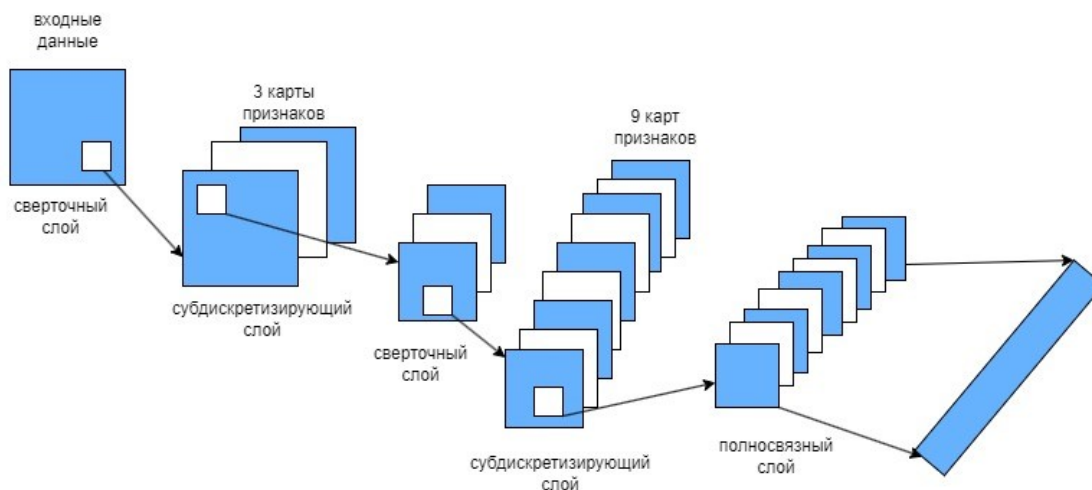 входные
данные
3 карты
признаков
9 карт
признаков
сверточный
слой
субдискретизирующий
слой
сверточный
слой
субдискретизирующий
слой
полносвязный
слой